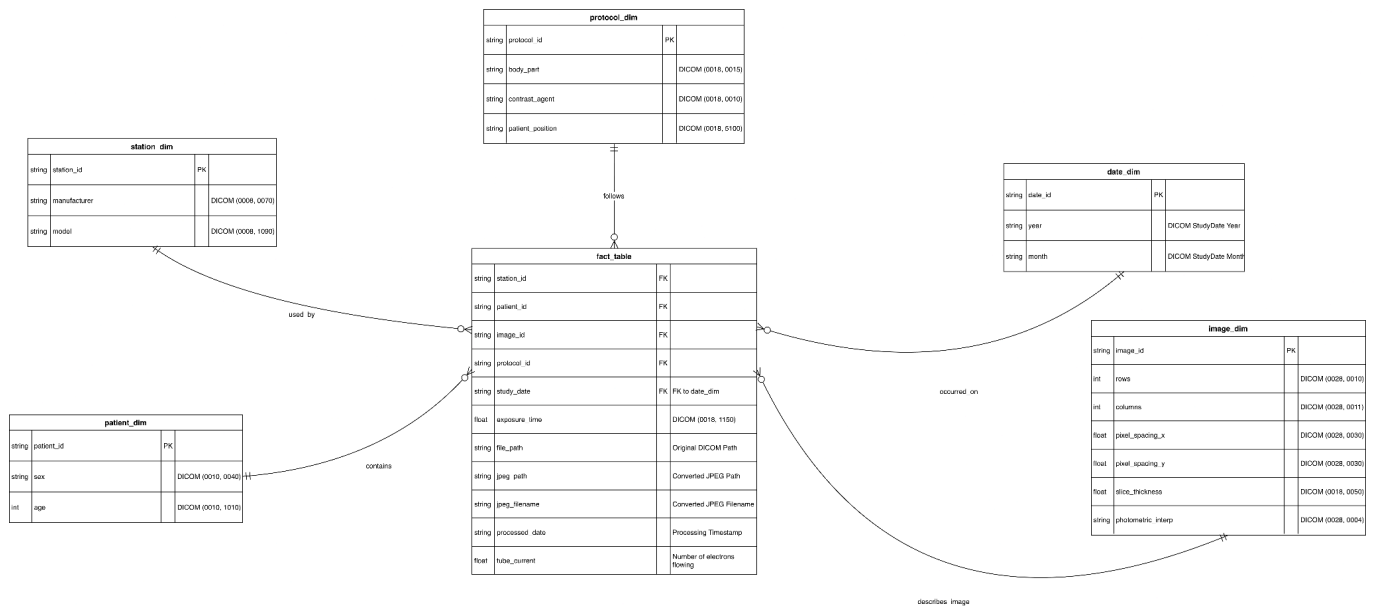 protocol_dim
string protocol_id PK
string body_part DICOM (0018, 0015)
string contrast_agent DICOM (0018, 0010)
string patient_position DICOM (0018, 5100)
station_dim
string station_id PK
string manufacturer DICOM (0008, 0070)
string model DICOM (0008, 1090)
date_dim
string date_id PK
string year DICOM StudyDate Year
string month DICOM StudyDate Month
follows
fact_table
string station_id FK
string patient_id FK
string image_id FK
string protocol_id FK
string study_date FK FK to date_dim
float exposure_time DICOM (0018, 1150)
string file_path Original DICOM Path
string jpeg_path Converted JPEG Path
string jpeg_filename Converted JPEG Filename
string processed_date Processing Timestamp
float tube_current Number of electrons
flowing
used by
image_dim
string image_id PK
int rows DICOM (0028, 0010)
int columns DICOM (0028, 0011)
float pixel_spacing_x DICOM (0028, 0030)
float pixel_spacing_y DICOM (0028, 0030)
float slice_thickness DICOM (0018, 0050)
string photometric_interp DICOM (0028, 0004)
occurred on
patient_dim
string patient_id PK
string sex DICOM (0010, 0040)
int age DICOM (0010, 1010)
contains
describes image